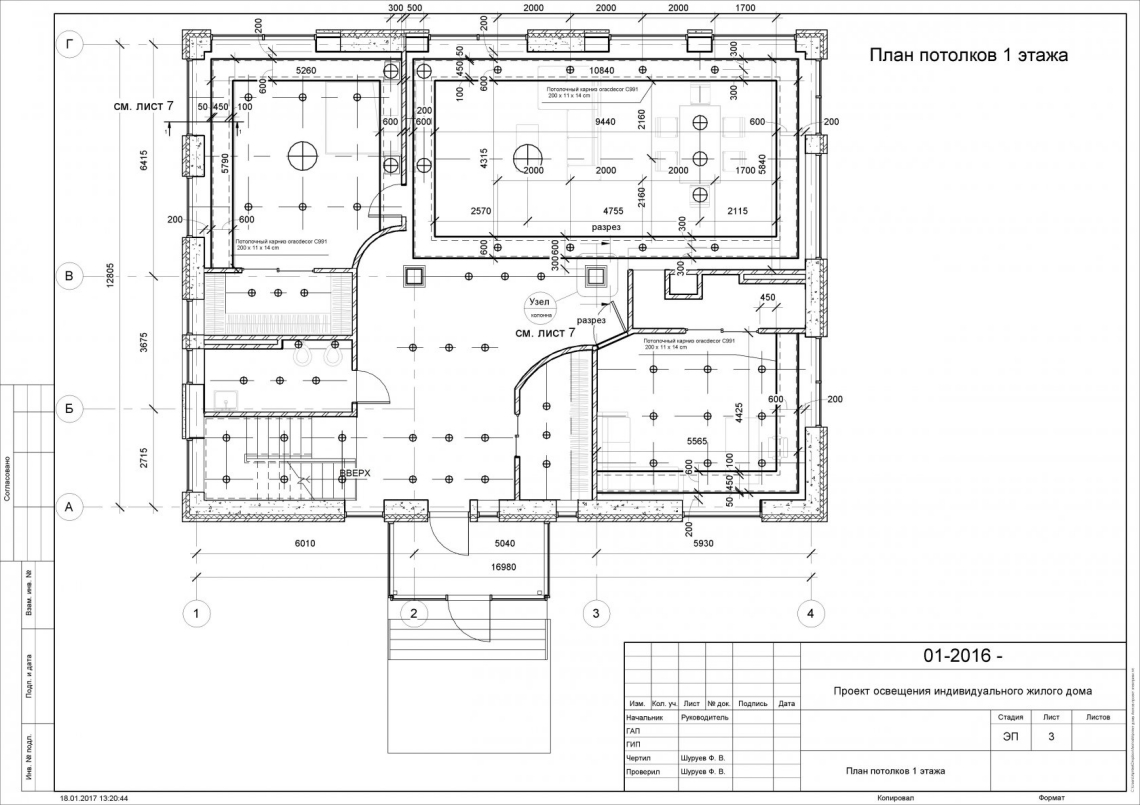 300 500
2000
2000
2000
1700
200
200
План потолков 1 этажа
Г
5260
600
50
450
100
600
10840
Потолочный карниз oracdecor C991
200 x 11 x 14 cm
300
300
см. лист 7
50 450 100
200
600
600
9440
2160
600
200
6415
5790
4315
2000
2000
2000
1700
5840
2160
200
600
2570
4755
2115
разрез
300
Потолочный карниз oracdecor C991
200 x 11 x 14 cm
600
600
300
300
В
12805
Узел
колонна
450
разрез
см. лист 7
3675
Потолочный карниз oracdecor C991
200 x 11 x 14 cm
Б
600
200
4425
5565
2715
ВВЕРХ
600
100
450
50
200
А
6010
5040
5930
16980
1
2
3
4
Согласовано
Взам. инв. №
Подп. и дата
Инв. № подл.
01-2016 -
Проект освещения индивидуального жилого дома
Изм. Кол. уч. Лист № док. Подпись Дата
Начальник Руководитель
ГАП
ГИП
Чертил Шуруев Ф. В.
Проверил Шуруев Ф. В.
Стадия Лист Листов
ЭП 3
План потолков 1 этажа
18.01.2017 13:20:44
Копировал
Формат